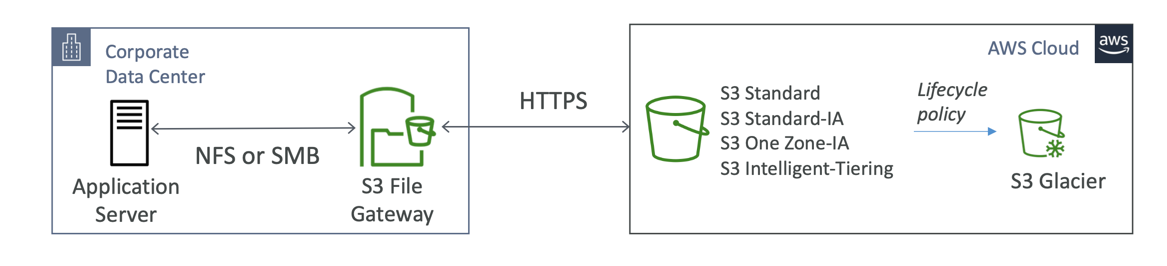 Corporate
Data Center
Application
Server
NFS or SMB
S3 File
Gateway
HTTPS
AWS Cloud
aws
S3 Standard
S3 Standard-IA
S3 One Zone-IA
S3 Intelligent-Tiering
Lifecycle
policy
S3 Glacier